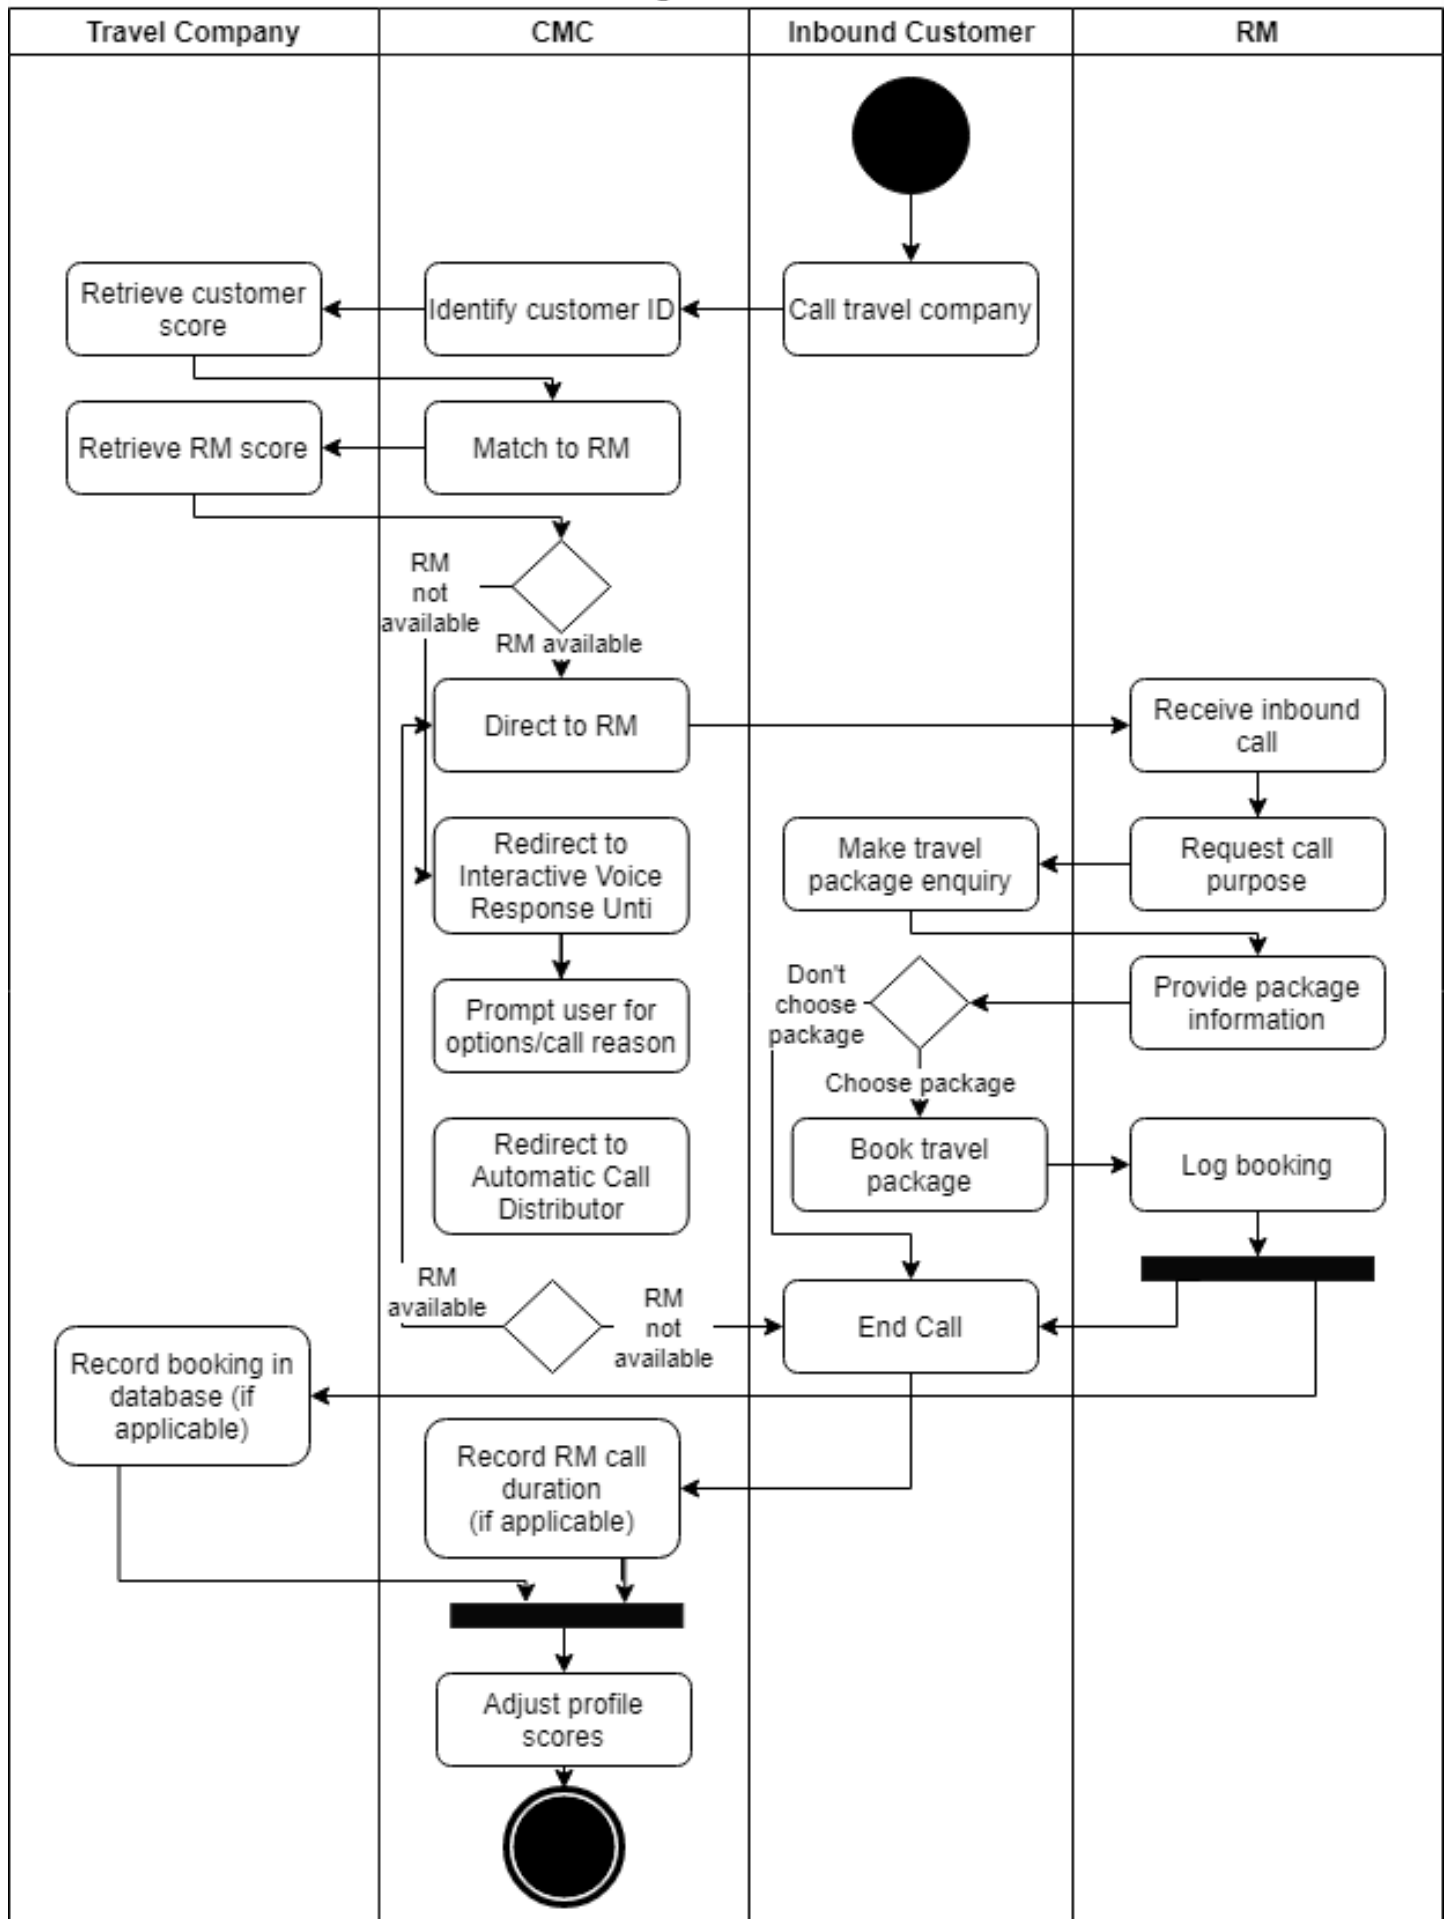 Travel Company
CMC
Inbound Customer
RM
Retrieve customer
score
Identify customer ID
Call travel company
Retrieve RM score
Match to RM
RM
not
available
RM available
Direct to RM
Receive inbound
call
Redirect to
Interactive Voice
Response Unti
Make travel
package enquiry
Request call
purpose
Prompt user for
options/call reason
Don't
choose
package
Provide package
information
Choose package
Redirect to
Automatic Call
Distributor
Book travel
package
Log booking
RM
available
RM
not
available
End Call
Record booking in
database (if
applicable)
Record RM call
duration
(if applicable)
Adjust profile
scores